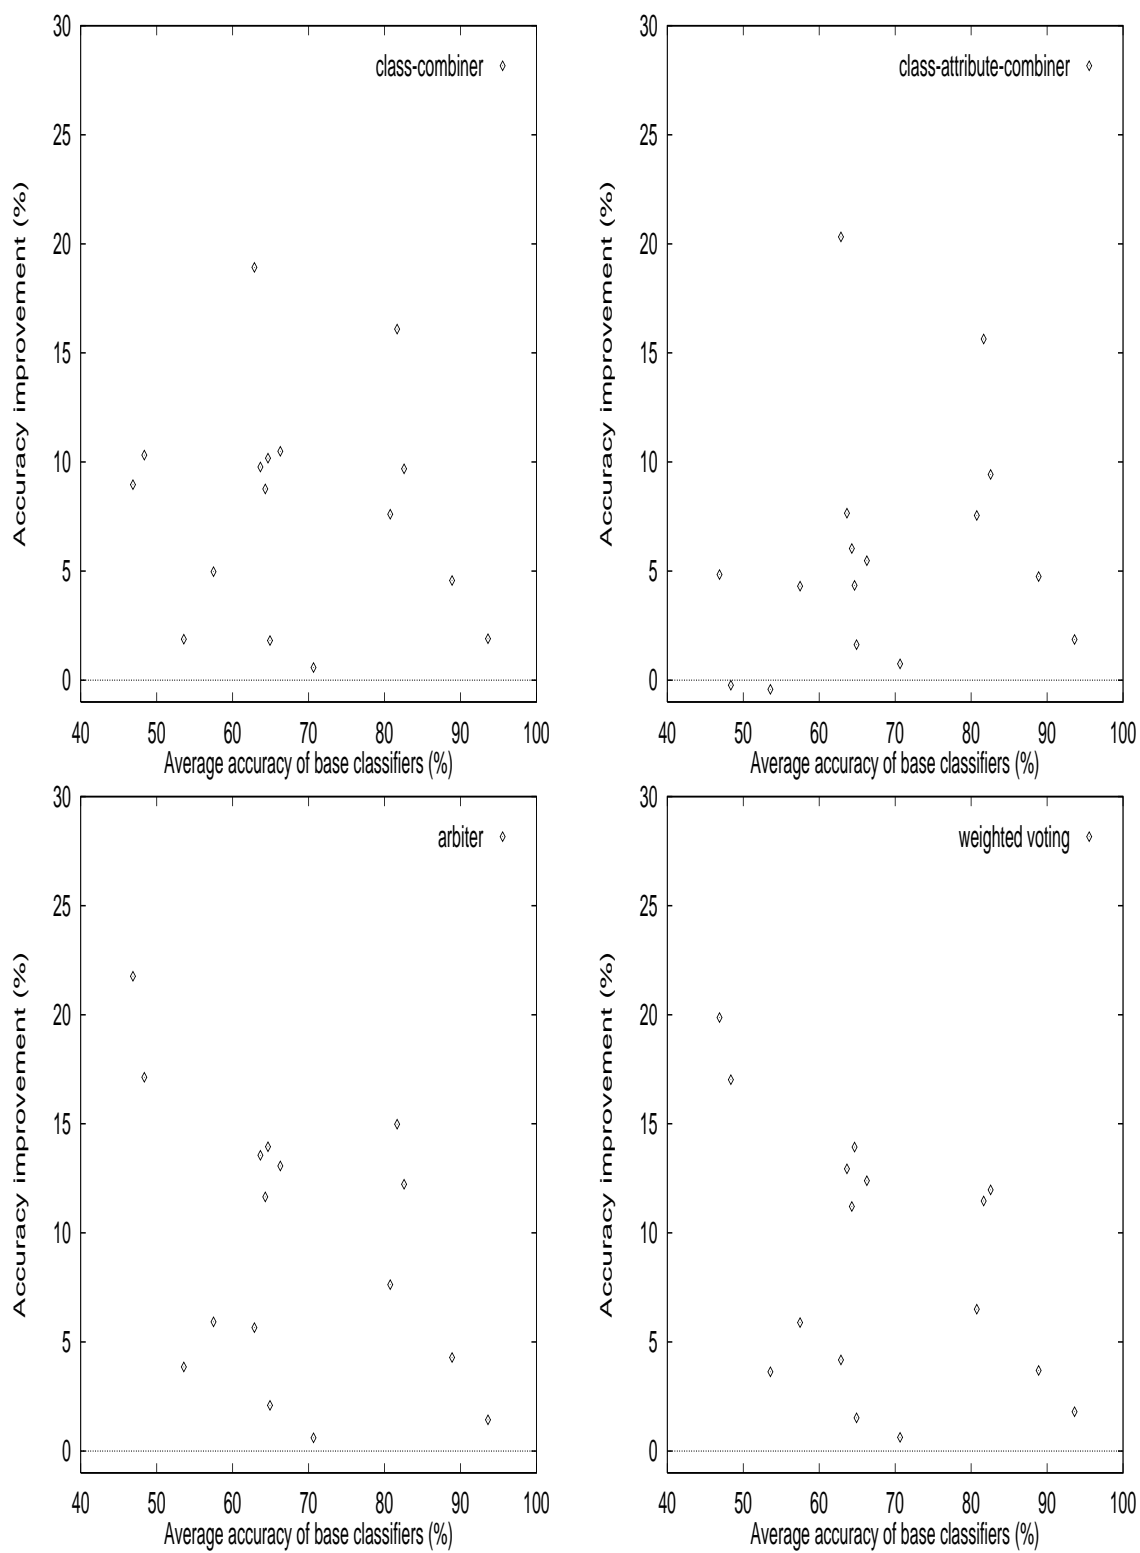 30
class-combiner
25
20
15
10
5
0
Accuracy improvement (%)
40 50 60 70 80 90 100
Average accuracy of base classifiers (%)
30
class-attribute-combiner
25
20
15
10
5
0
Accuracy improvement (%)
40 50 60 70 80 90 100
Average accuracy of base classifiers (%)
30
arbiter
25
20
15
10
5
0
Accuracy improvement (%)
40 50 60 70 80 90 100
Average accuracy of base classifiers (%)
30
weighted voting
25
20
15
10
5
0
Accuracy improvement (%)
40 50 60 70 80 90 100
Average accuracy of base classifiers (%)